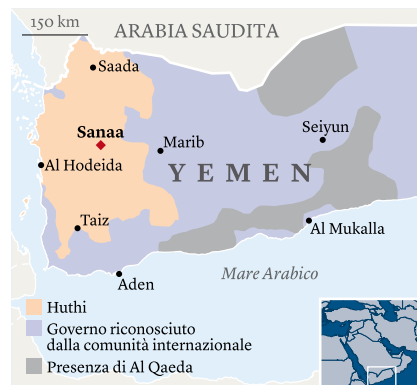 150 km
ARABIA SAUDITA
Saada
Sanaa
Marib
Seiyun
Al Hodeida
YEMEN
Taiz
Al Mukalla
Aden
Mare Arabico
Huthi
Governo riconosciuto
dalla comunità internazionale
Presenza di Al Qaeda